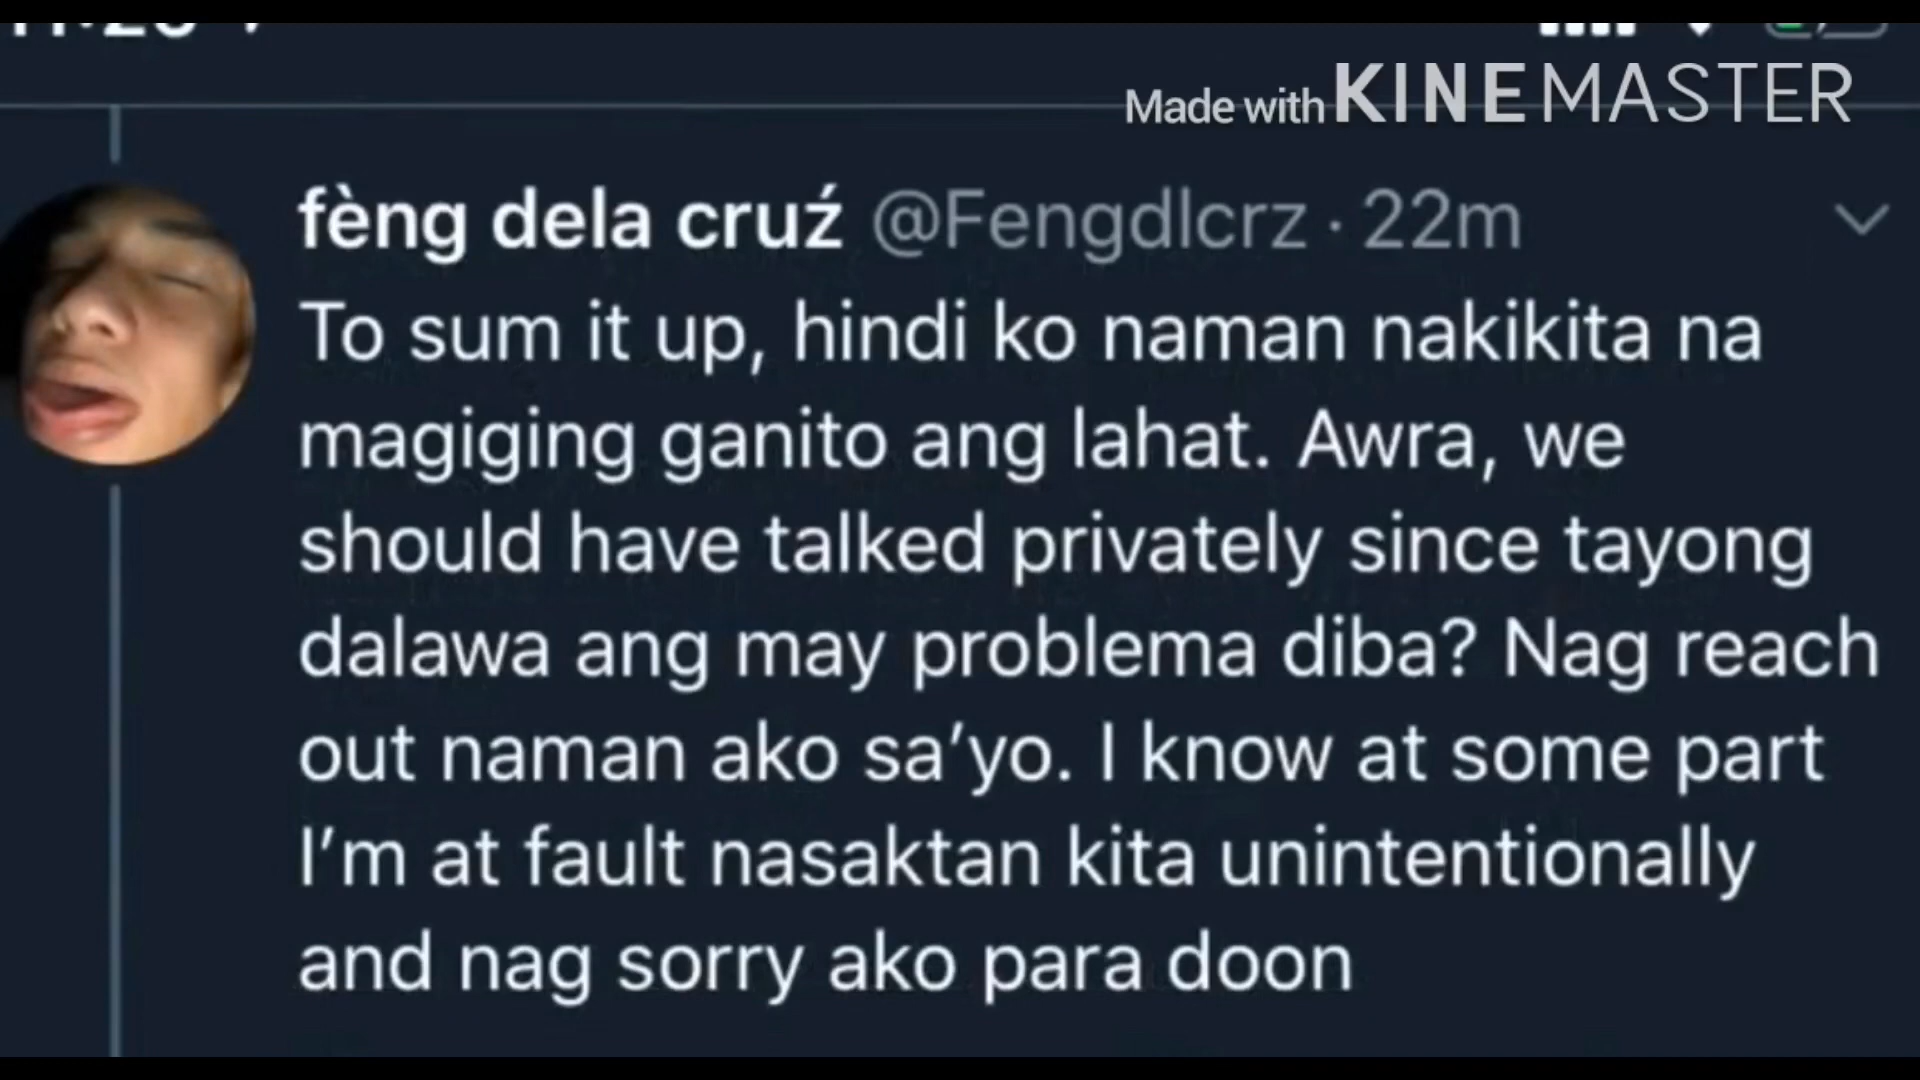 Made with KINEMASTER
fèng dela cruź @Fengdlcrz · 22m
To sum it up, hindi ko naman nakikita na
magiging ganito ang lahat. Awra, we
should have talked privately since tayong
dalawa ang may problema diba? Nag reach
out naman ako sa’yo. I know at some part
I’m at fault nasaktan kita unintentionally
and nag sorry ako para doon